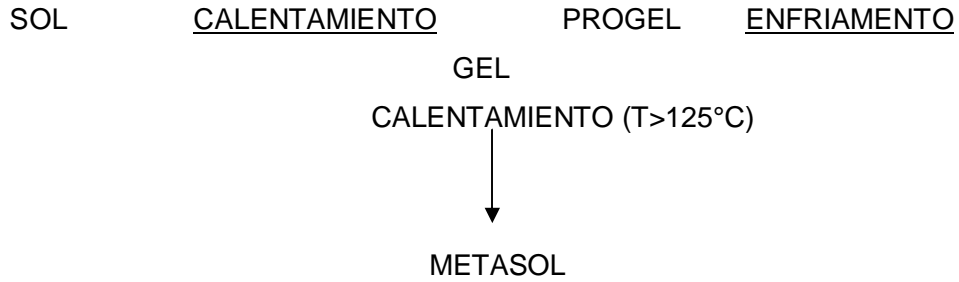 SOL CALENTAMIENTO PROGEL ENFRIAMENTO
GEL
CALENTAMIENTO (T>125°C)
METASOL